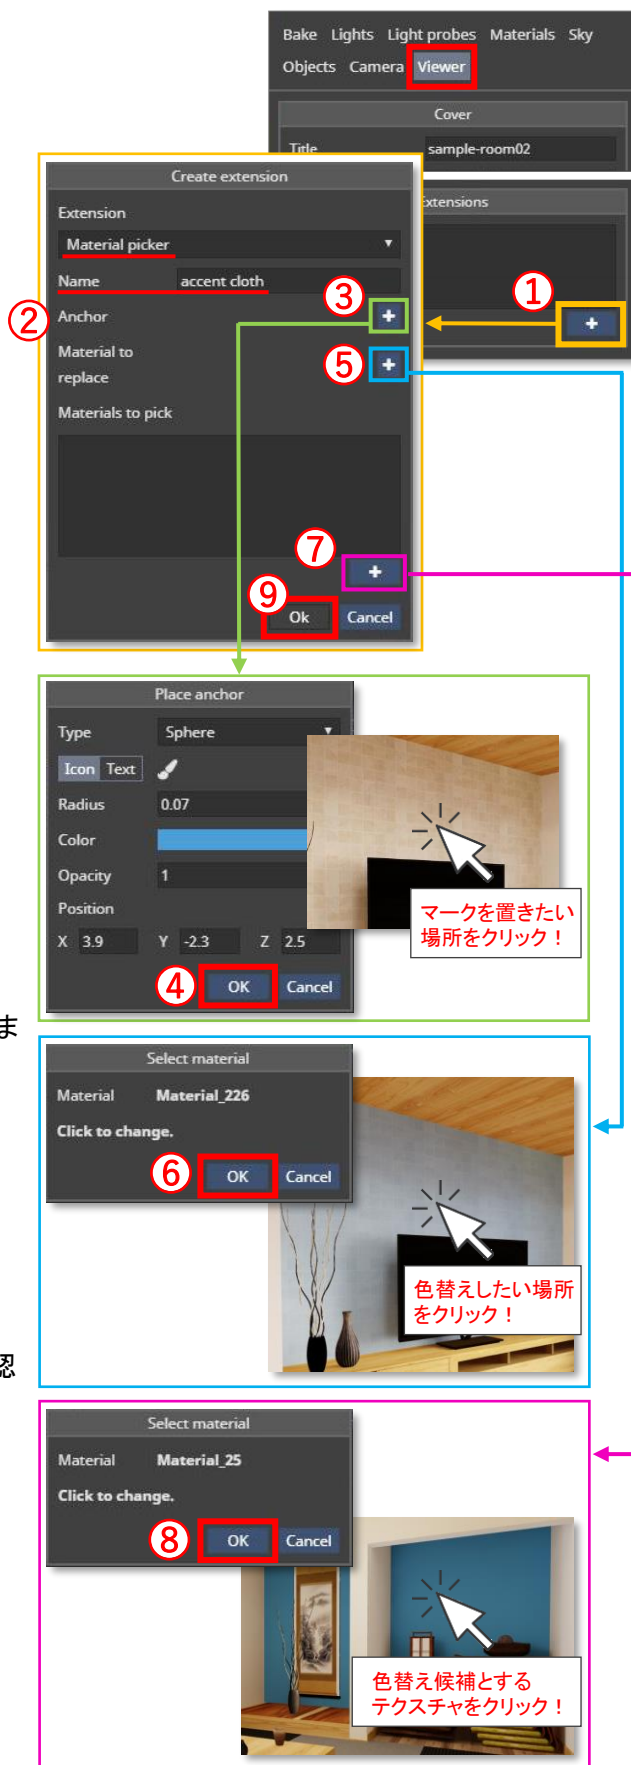 Bake Lights Light probes Materials Sky
Objects Camera Viewer
Cover
Title sample-room02
Extensions
①
+
②
Create extension
Extension
Material picker
Name accent cloth
③
Anchor +
Material to
replace
⑤
+
Materials to pick
⑦
+
⑨
Ok Cancel
Place anchor
Type Sphere
Icon Text
Radius 0.07
Color
Opacity 1
Position
X 3.9 Y -2.3 Z 2.5
④
OK Cancel
マークを置きたい
場所をクリック！
ま
Select material
Material Material_226
Click to change.
⑥
OK Cancel
色替えしたい場所
をクリック！
認
Select material
Material Material_25
Click to change.
⑧
OK Cancel
色替え候補とする
テクスチャをクリック！